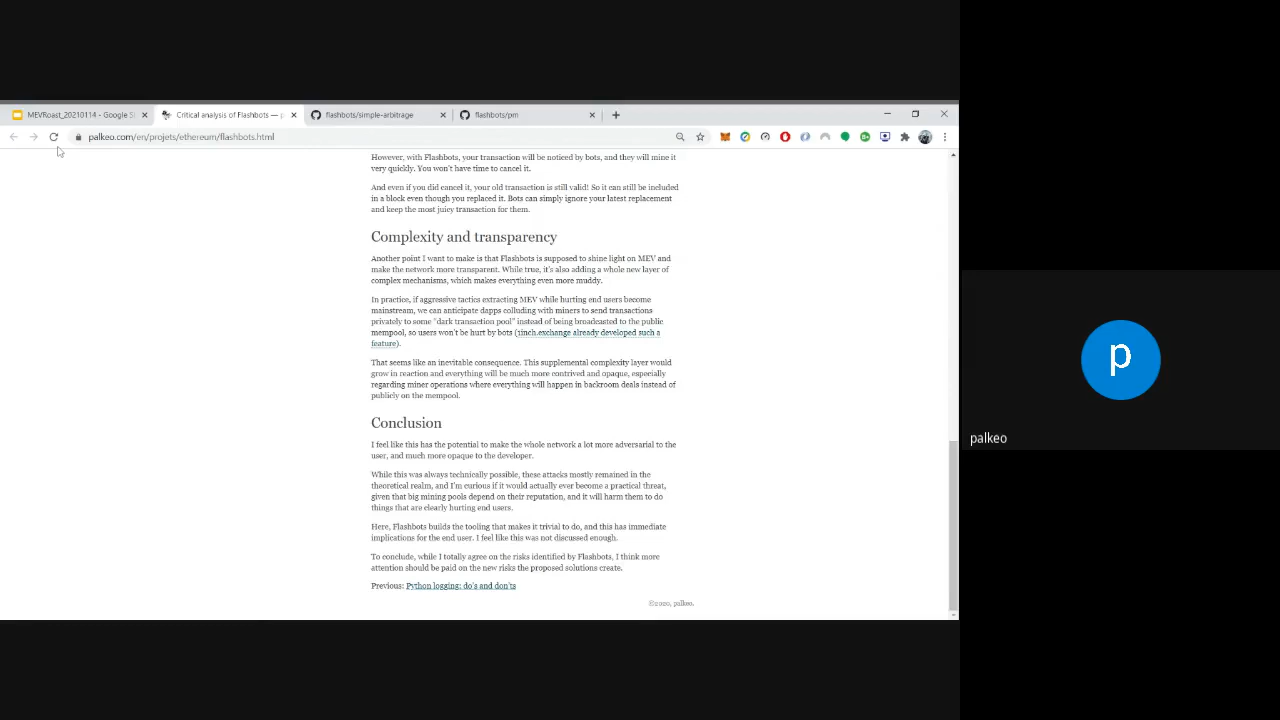 MEVRoast_20210114 - Google S
Critical analysis of Flashbots — p
flashbots/simple-arbitrage
flashbots/pm
palkeo.com/en/projets/ethereum/flashbots.html
However, with Flashbots, your transaction will be noticed by bots, and they will mine it
very quickly. You won't have time to cancel it.
And even if you did cancel it, your old transaction is still valid! So it can still be included
in a block even though you replaced it. Bots can simply ignore your latest replacement
and keep the most juicy transaction for them.
Complexity and transparency
Another point I want to make is that Flashbots is supposed to shine light on MEV and
make the network more transparent. While true, it's also adding a whole new layer of
complex mechanisms, which makes everything even more muddy.
In practice, if aggressive tactics extracting MEV while hurting end users become
mainstream, we can anticipate dapps colluding with miners to send transactions
privately to some "dark transaction pool" instead of being broadcasted to the public
mempool, so users won't be hurt by bots (1inch.exchange already developed such a
feature).
That seems like an inevitable consequence. This supplemental complexity layer would
grow in reaction and everything will be much more contrived and opaque, especially
regarding miner operations where everything will happen in backroom deals instead of
publicly on the mempool.
Conclusion
I feel like this has the potential to make the whole network a lot more adversarial to the
user, and much more opaque to the developer.
While this was always technically possible, these attacks mostly remained in the
theoretical realm, and I'm curious if it would actually ever become a practical threat,
given that big mining pools depend on their reputation, and it will harm them to do
things that are clearly hurting end users.
Here, Flashbots builds the tooling that makes it trivial to do, and this has immediate
implications for the end user. I feel like this was not discussed enough.
To conclude, while I totally agree on the risks identified by Flashbots, I think more
attention should be paid on the new risks the proposed solutions create.
Previous: Python logging: do's and don'ts
©2020, palkeo.
p
palkeo